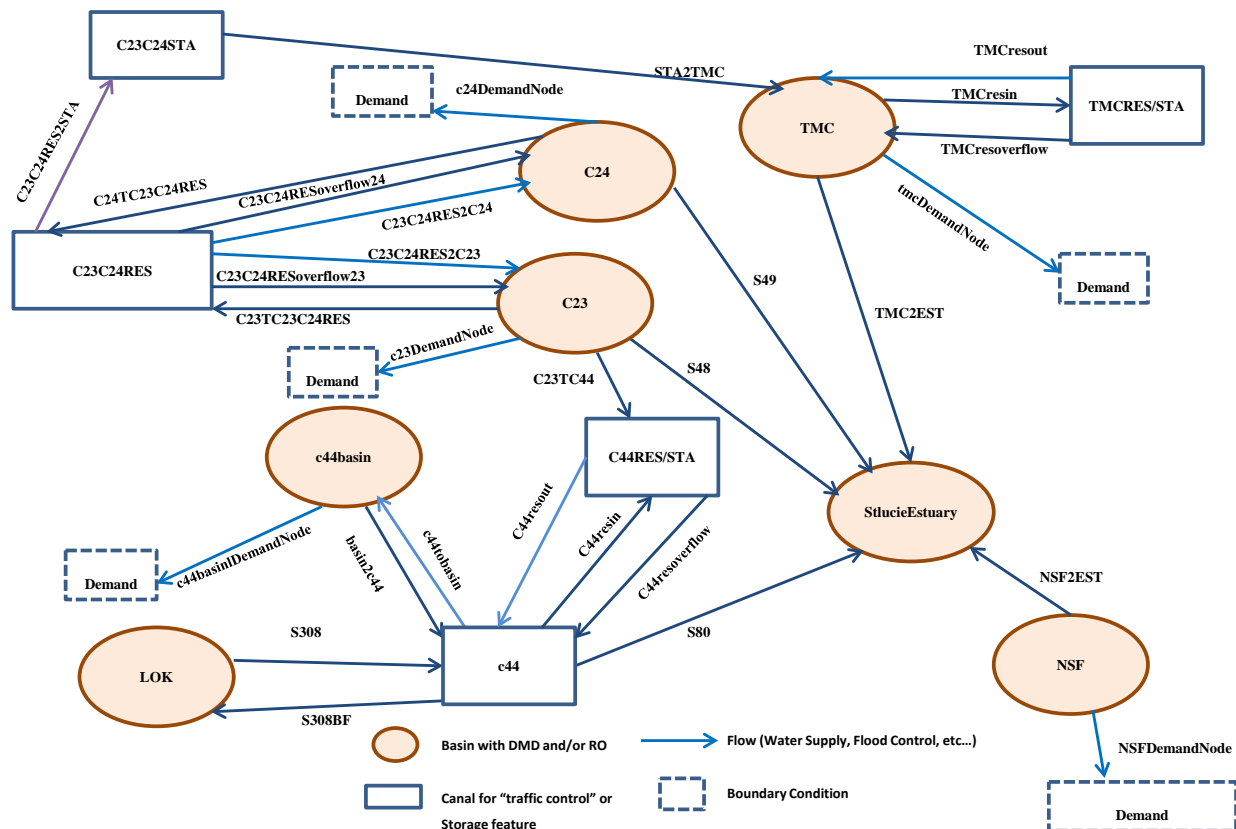 C23C24STA
STA2TMC
TMCresout
TMCresin
TMCRES/STA
TMCresoverflow
TMC
Demand
c24DemandNode
C23C24RES2STA
C24TC23C24RES
C23C24RESoverflow24
C23C24RES2C24
C24
tmcDemandNode
Demand
C23C24RES
C23C24RES2C23
C23C24RESoverflow23
C23TC23C24RES
C23
S49
TMC2EST
c23DemandNode
Demand
C23TC44
S48
c44basin
C44RES/STA
StlucieEstuary
C44resout
C44resin
C44resoverflow
c44basinlDemandNode
Demand
basin2c44
c44tobasin
NSF2EST
S308
S80
LOK
c44
NSF
S308BF
Basin with DMD and/or RO
Flow (Water Supply, Flood Control, etc…)
NSFDemandNode
Canal for “traffic control” or
Storage feature
Boundary Condition
Demand